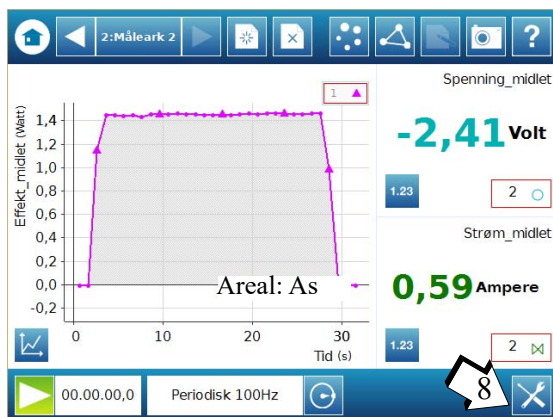 2:Måleark 2
?
1
Effekt_midlet (Watt)
1,4
1,2
1,0
0,8
0,6
0,4
0,2
0,0
-0,2
Areal: As
0
10
20
30
Tid (s)
Spenning_midlet
-2,41 Volt
1.23
2
Strøm_midlet
0,59 Ampere
1.23
2
8
00.00.00,0
Periodisk 100Hz